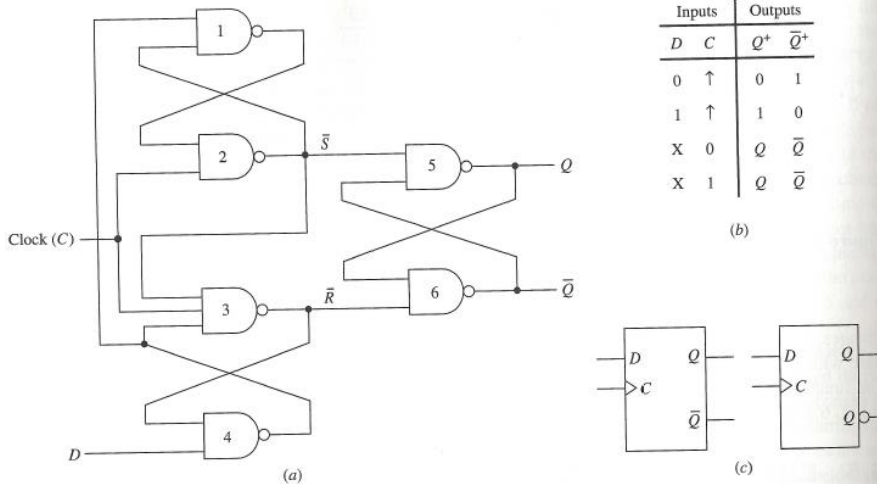 1
2
S̅
5
Q
Clock (C)
3
R̅
6
Q̅
4
D
(a)
Inputs Outputs
D C Q⁺ Q̅⁺
0 ↑ 0 1
1 ↑ 1 0
X 0 Q Q̅
X 1 Q Q̅
(b)
D Q
C
Q̅
D Q
C
Q
(c)